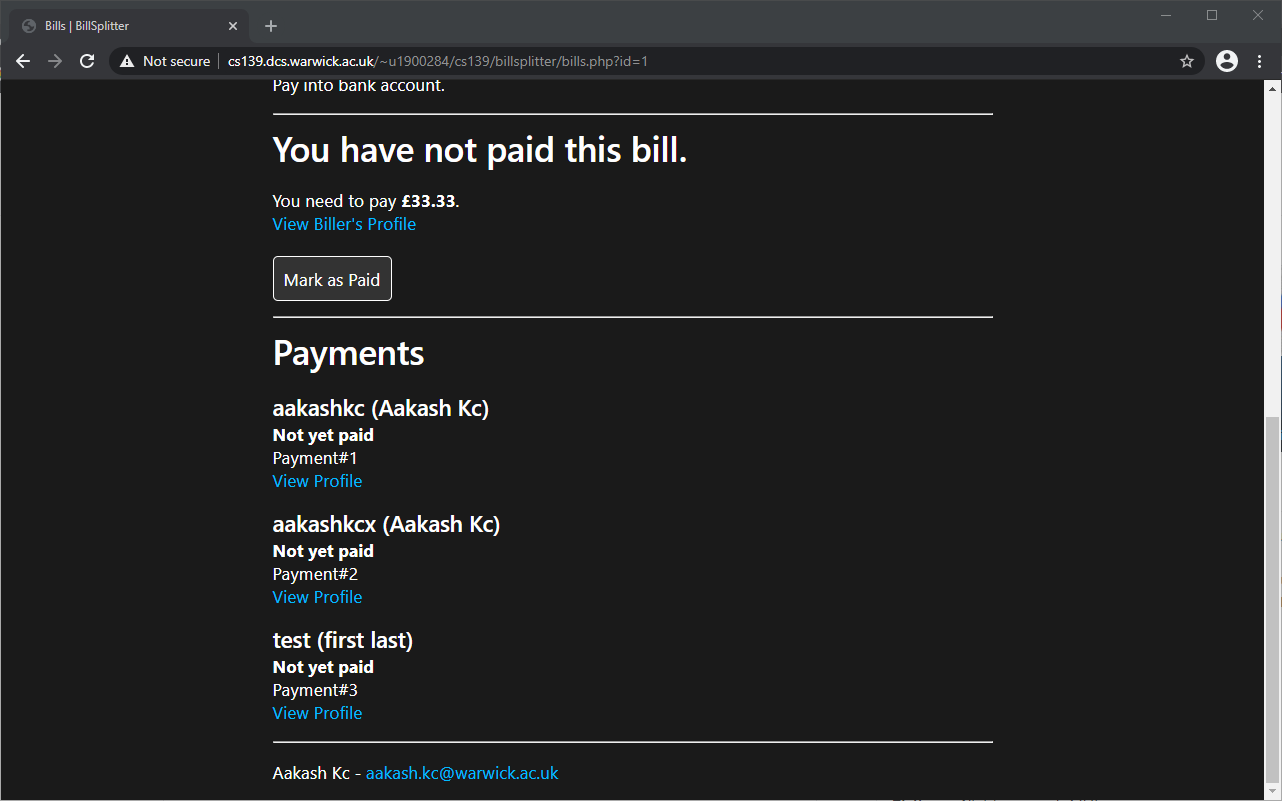 Bills | BillSplitter
Not secure | cs139.dcs.warwick.ac.uk/~u1900284/cs139/billsplitter/bills.php?id=1
Pay into bank account.
You have not paid this bill.
You need to pay £33.33.
View Biller's Profile
Mark as Paid
Payments
aakashkc (Aakash Kc)
Not yet paid
Payment#1
View Profile
aakashkcx (Aakash Kc)
Not yet paid
Payment#2
View Profile
test (first last)
Not yet paid
Payment#3
View Profile
Aakash Kc - aakash.kc@warwick.ac.uk